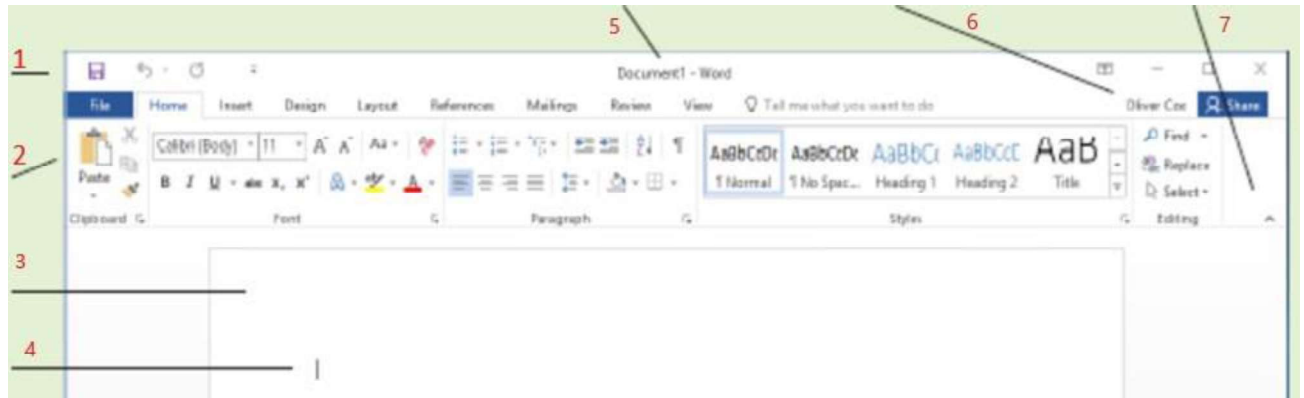 5 6 7
1
Document1 - Word
File Home Insert Design Layout References Mailings Review View Tell me what you want to do Oliver Cox Share
2
Calibri (Body) 11 A A Aa
Find
Paste
B I U abc x, x' A A
AaBbCcDc AaBbCcDc AaBbCc AaBbCcC AaB
Replace
¶ Normal ¶ No Spac... Heading 1 Heading 2 Title
Select
Clipboard Font Paragraph Styles Editing
3
4